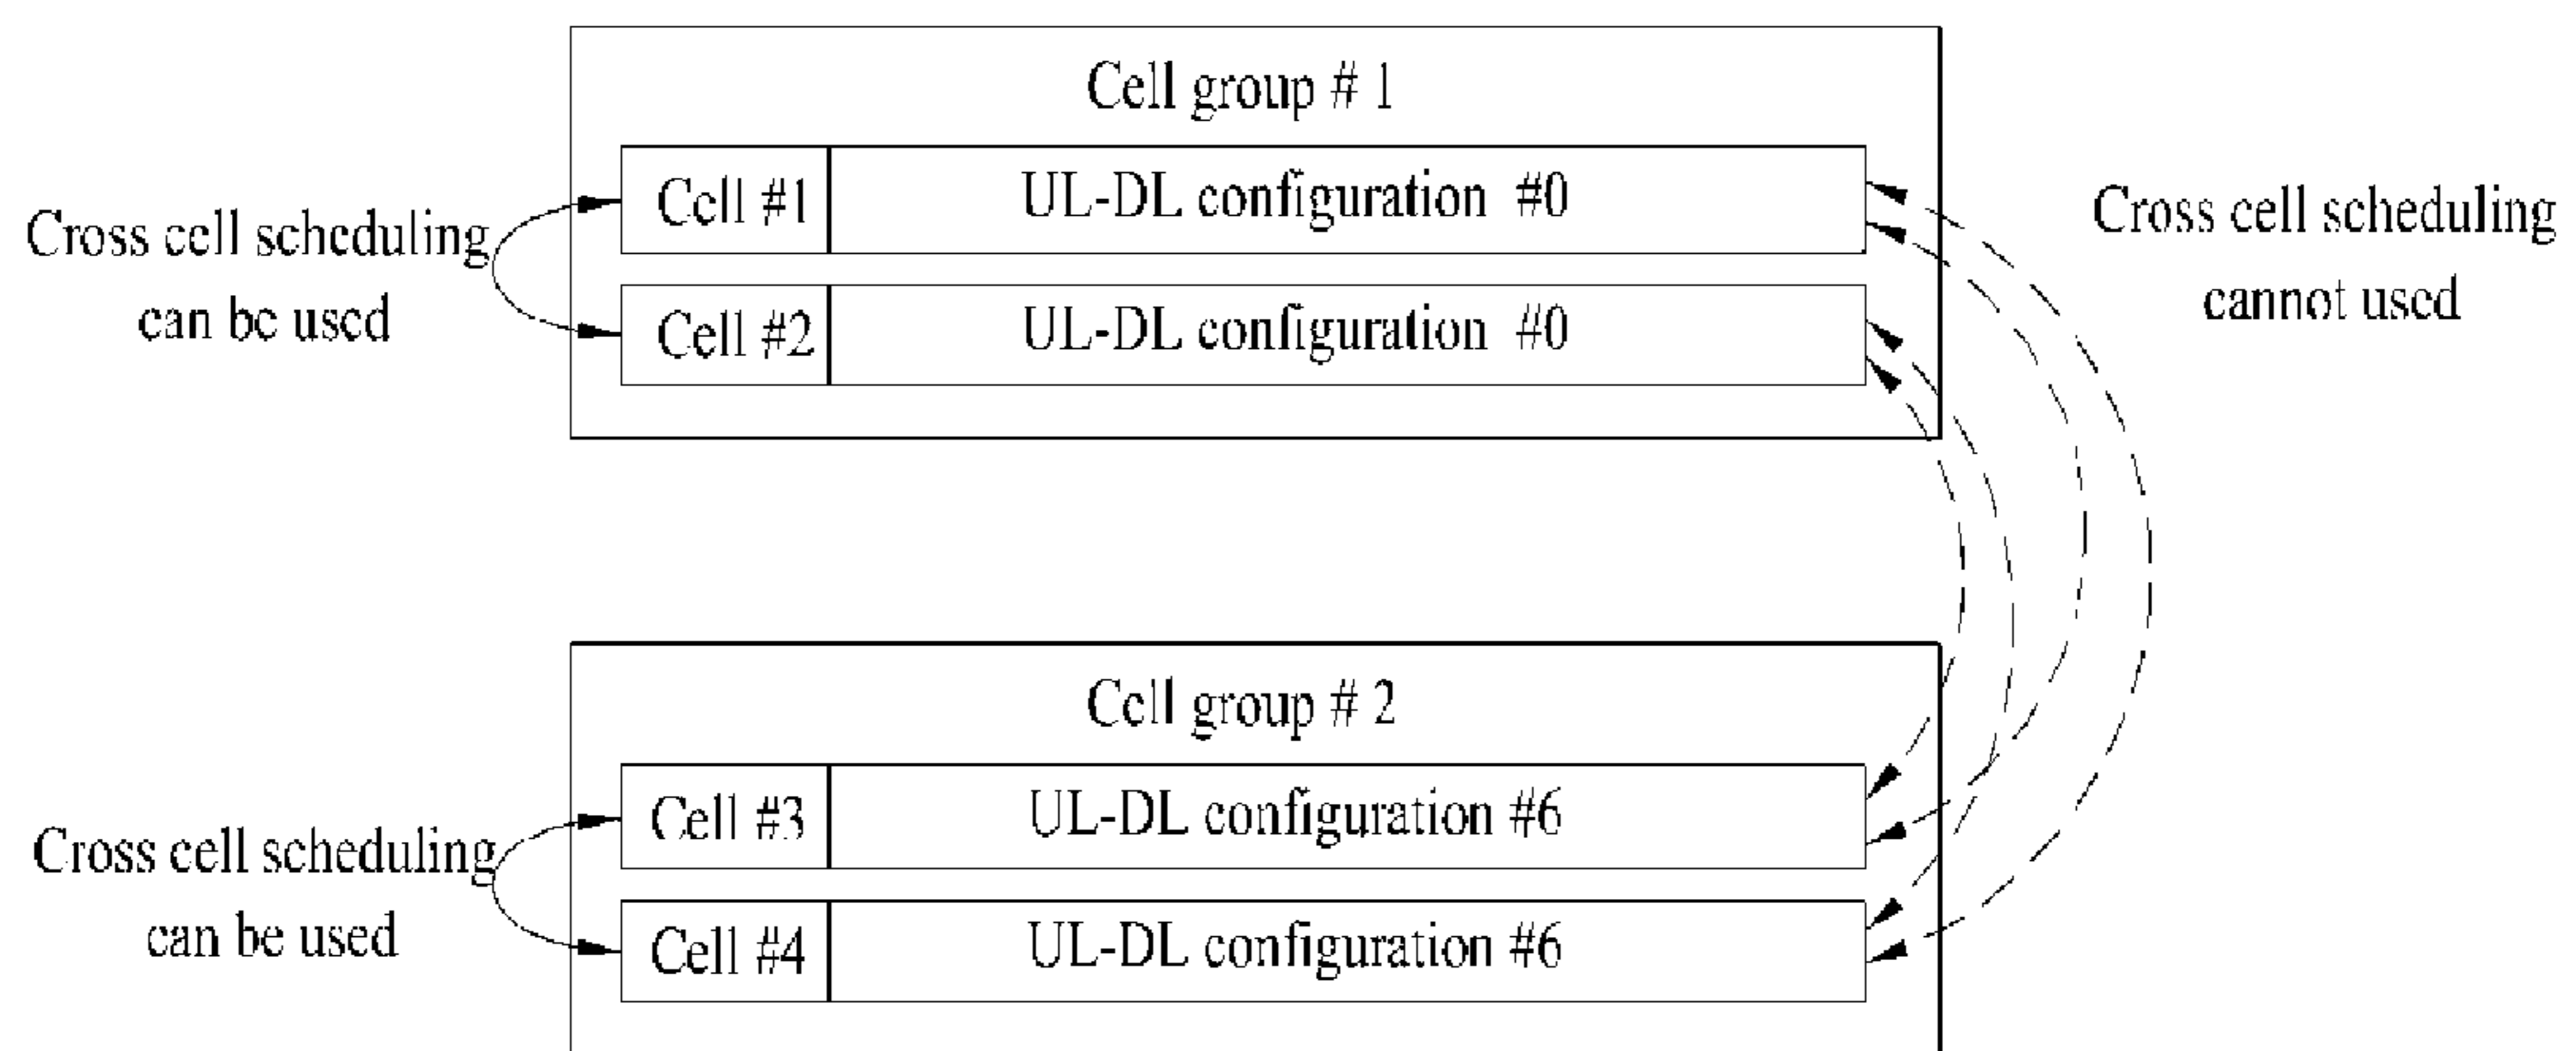 Cell group # 1
Cell #1 UL-DL configuration #0
Cell #2 UL-DL configuration #0
Cross cell scheduling
can be used
Cross cell scheduling
cannot used
Cell group # 2
Cell #3 UL-DL configuration #6
Cell #4 UL-DL configuration #6
Cross cell scheduling
can be used